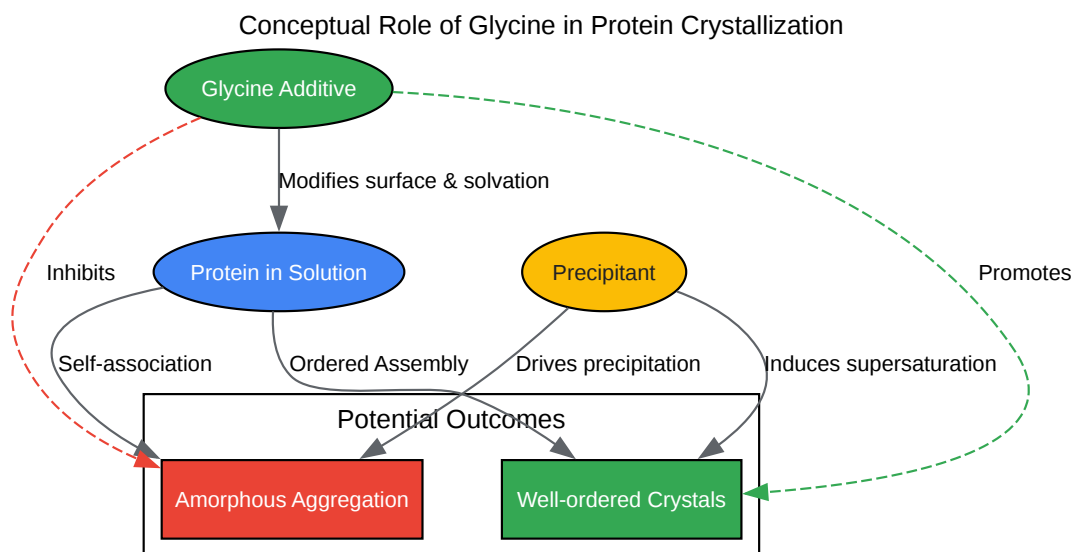 Conceptual Role of Glycine in Protein Crystallization
Glycine Additive
Modifies surface & solvation
Protein in Solution
Precipitant
Inhibits
Promotes
Self-association
Ordered Assembly
Drives precipitation
Induces supersaturation
Potential Outcomes
Amorphous Aggregation
Well-ordered Crystals